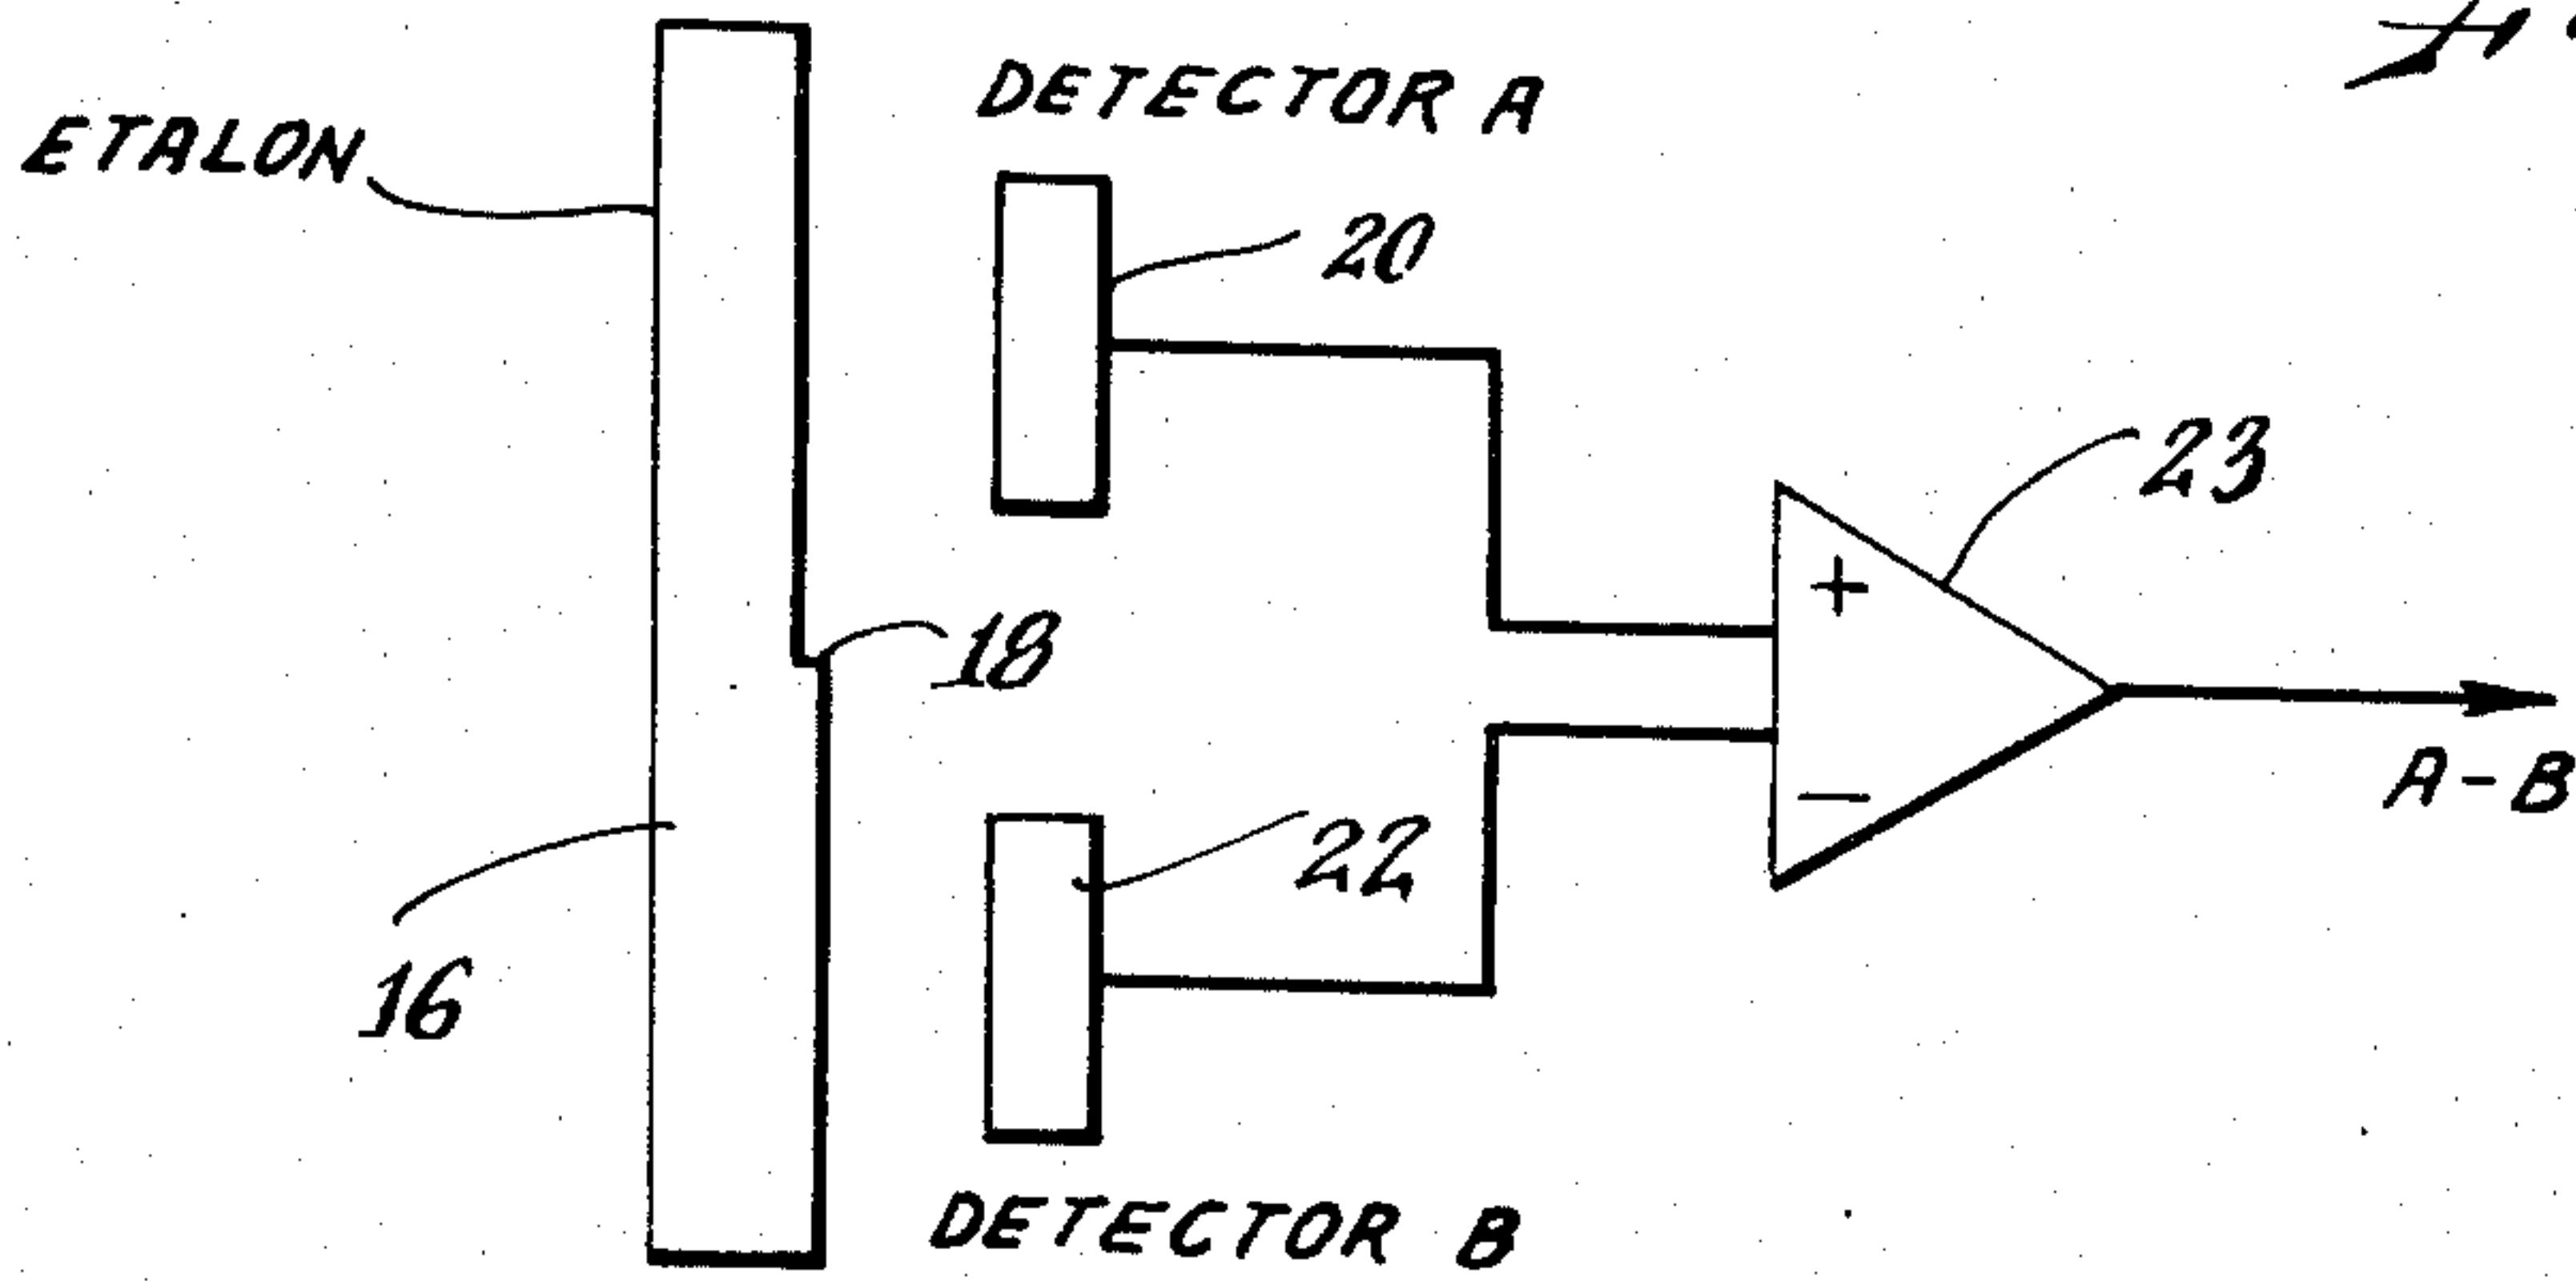 DETECTOR A
ETALON
20
23
+
18
A-B
−
22
16
DETECTOR B